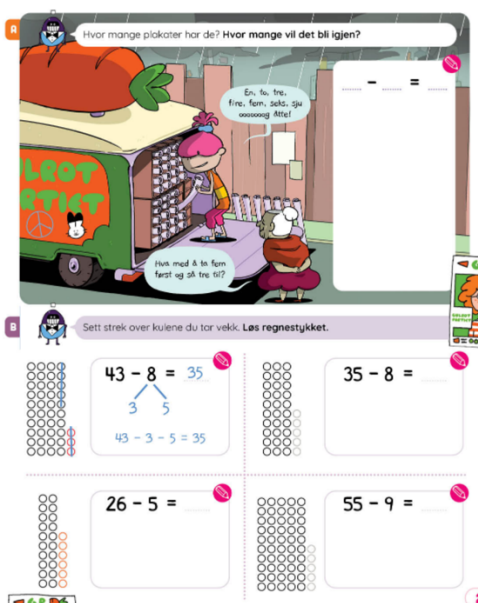 A
Hvor mange plakater har de? Hvor mange vil det bli igjen?
– =
En, to, tre,
fire, fem, seks, sju
ooooooog åtte!
Hva med å ta fem
først og så tre til?
B
Sett strek over kulene du tar vekk. Løs regnestykket.
43 – 8 = 35
3 5
43 – 3 – 5 = 35
35 – 8 =
26 – 5 =
55 – 9 =